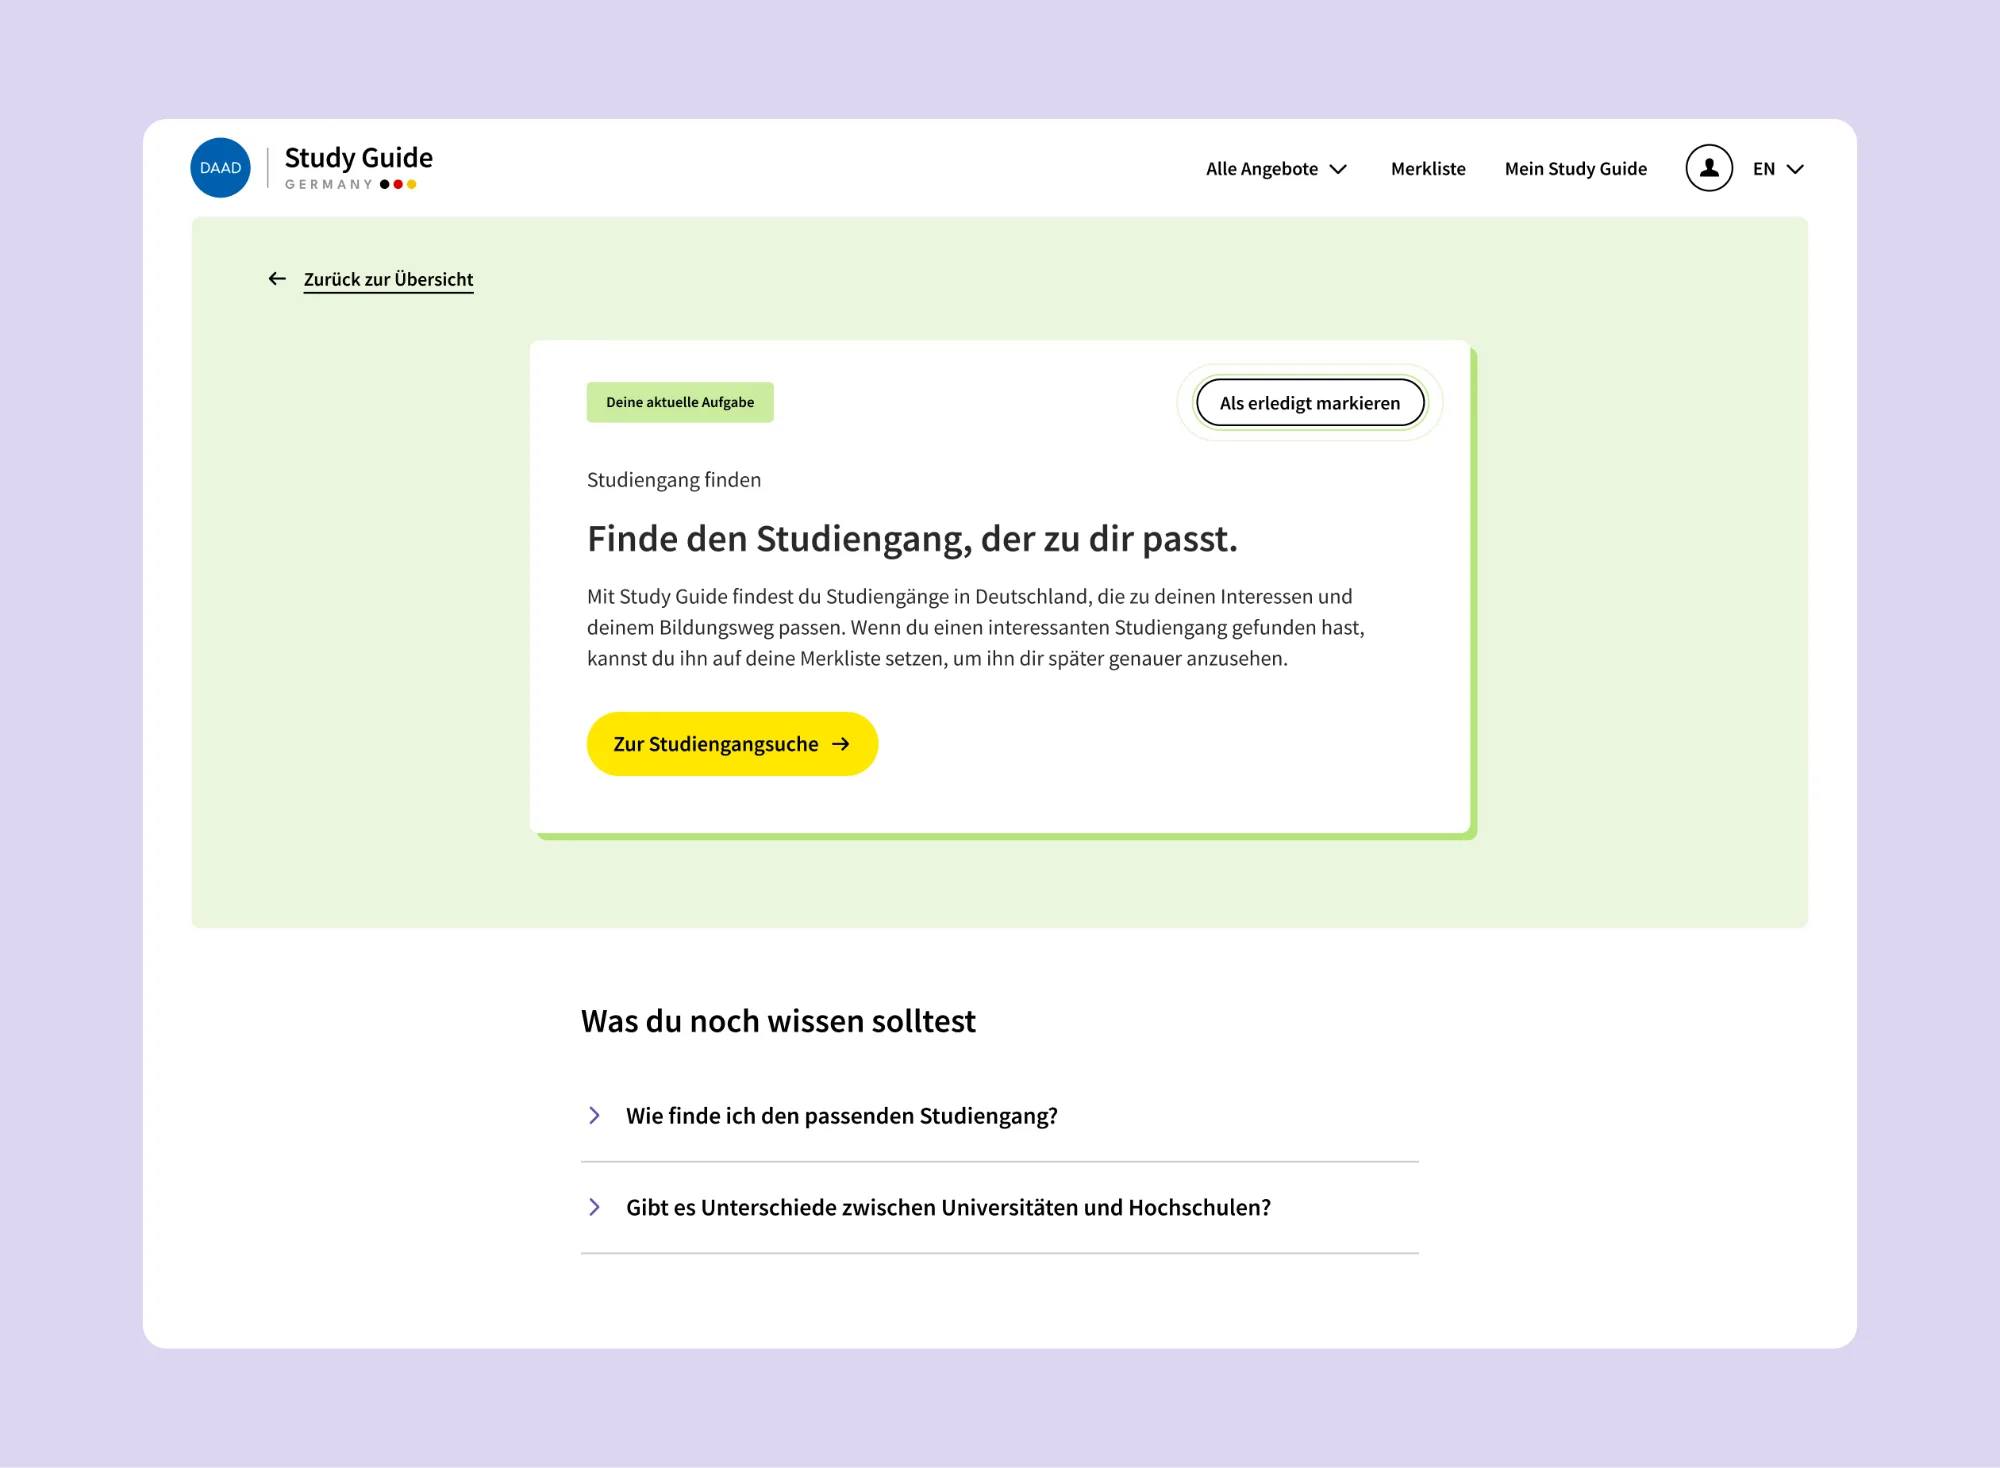 DAAD
Study Guide
GERMANY
Alle Angebote
Merkliste
Mein Study Guide
EN
Zurück zur Übersicht
Deine aktuelle Aufgabe
Als erledigt markieren
Studiengang finden
Finde den Studiengang, der zu dir passt.
Mit Study Guide findest du Studiengänge in Deutschland, die zu deinen Interessen und
deinem Bildungsweg passen. Wenn du einen interessanten Studiengang gefunden hast,
kannst du ihn auf deine Merkliste setzen, um ihn dir später genauer anzusehen.
Zur Studiengangsuche
Was du noch wissen solltest
Wie finde ich den passenden Studiengang?
Gibt es Unterschiede zwischen Universitäten und Hochschulen?